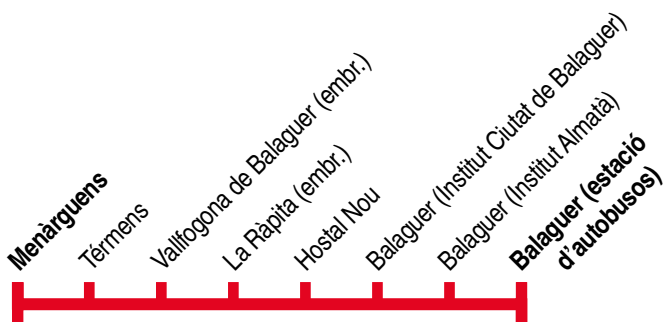 Menàrguens
Térmens
Vallfogona de Balaguer (embr.)
La Ràpita (embr.)
Hostal Nou
Balaguer (Institut Ciutat de Balaguer)
Balaguer (Institut Almatà)
Balaguer (estació
d'autobusos)